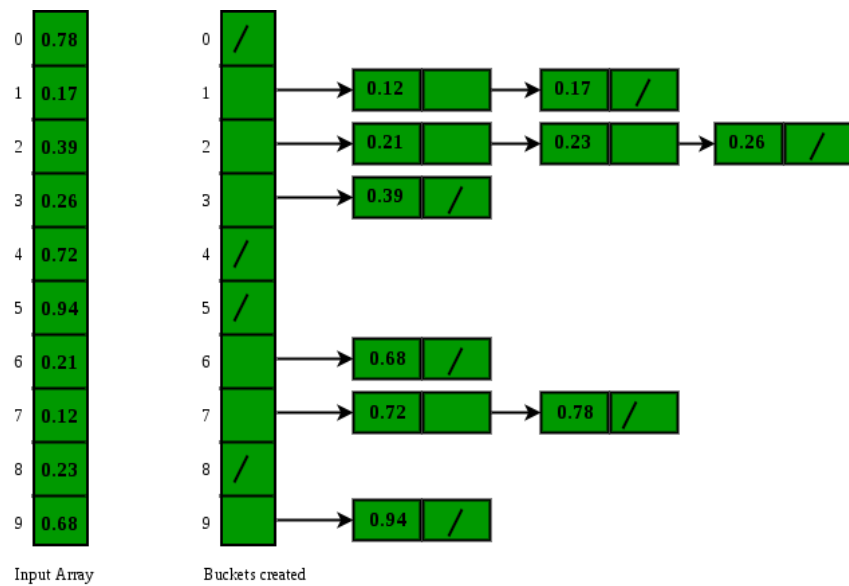 0 0.78 0 /
1 0.17 1 0.12 0.17 /
2 0.39 2 0.21 0.23 0.26 /
3 0.26 3 0.39 /
4 0.72 4 /
5 0.94 5 /
6 0.21 6 0.68 /
7 0.12 7 0.72 0.78 /
8 0.23 8 /
9 0.68 9 0.94 /
Input Array Buckets created